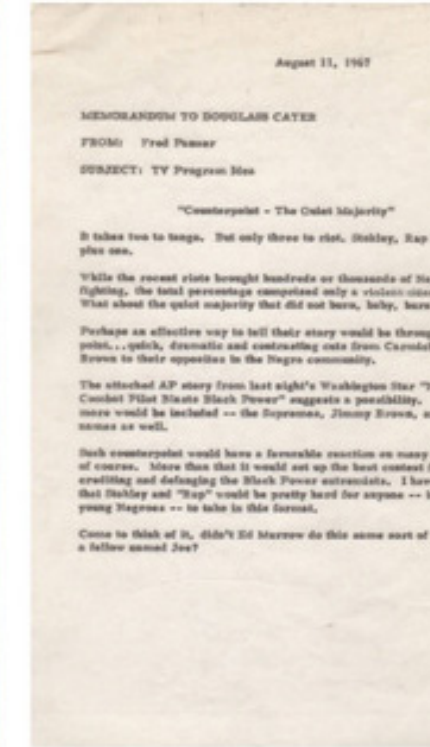 August 11, 1967
MEMORANDUM TO DOUGLASS CATER
FROM: Fred Panzer
SUBJECT: TV Program Idea
"Counterpoint - The Quiet Majority"
It takes two to tango. But only three to riot. Stokley, Rap
plus one.
While the recent riots brought hundreds or thousands of Ne
fighting, the total percentage comprised only a violent
What about the quiet majority that did not burn, baby, burn
Perhaps an effective way to tell their story would be throug
point...quick, dramatic and contrasting cuts from Carmich
Brown to their opposites in the Negro community.
The attached AP story from last night's Washington Star "N
Combat Pilot Blasts Black Power" suggests a possibility.
more would be included -- the Supremes, Jimmy Brown,
names as well.
Such counterpoint would have a favorable reaction on many
of course. More than that it would set up the best context
crediting and defanging the Black Power extremists. I hav
that Stokley and "Rap" would be pretty hard for anyone --
young Negroes -- to take in this format.
Come to think of it, didn't Ed Murrow do this same sort of
a fellow named Joe?